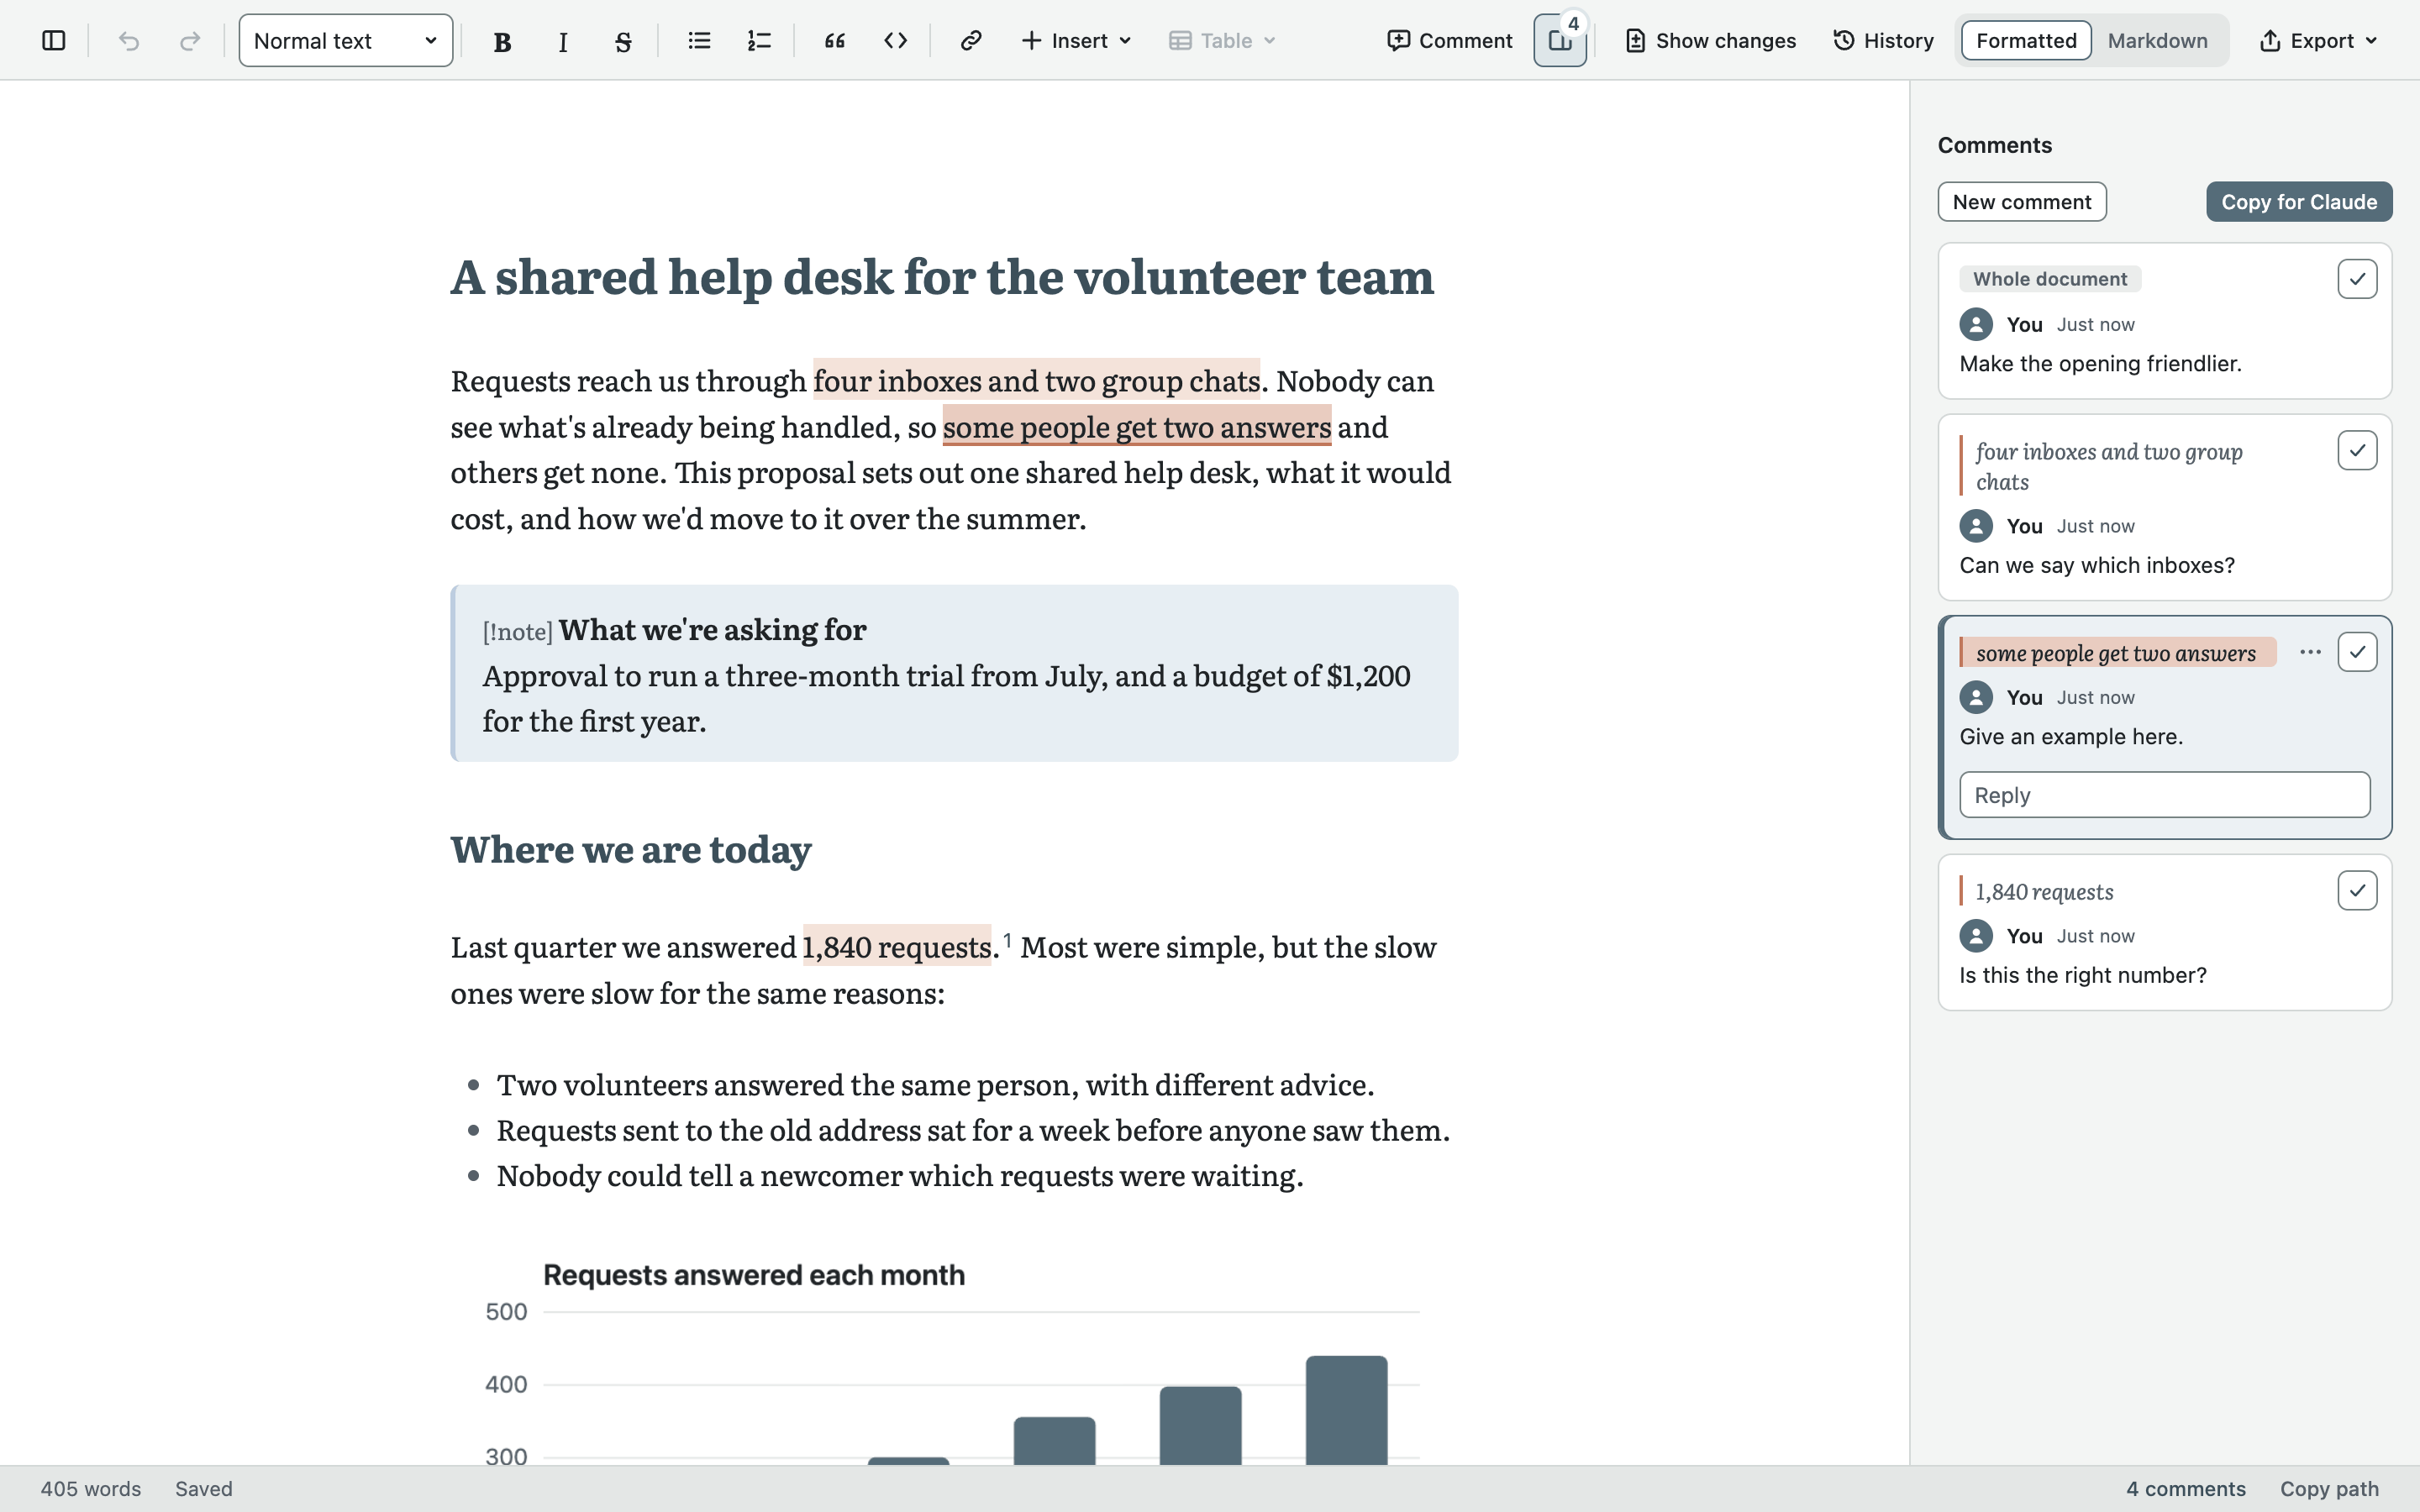 Normal text
B
I
S
Insert
Table
Comment
4
Show changes
History
Formatted
Markdown
Export
A shared help desk for the volunteer team
Requests reach us through four inboxes and two group chats. Nobody can
see what's already being handled, so some people get two answers and
others get none. This proposal sets out one shared help desk, what it would
cost, and how we'd move to it over the summer.
[!note] What we're asking for
Approval to run a three-month trial from July, and a budget of $1,200
for the first year.
Where we are today
Last quarter we answered 1,840 requests.¹ Most were simple, but the slow
ones were slow for the same reasons:
• Two volunteers answered the same person, with different advice.
• Requests sent to the old address sat for a week before anyone saw them.
• Nobody could tell a newcomer which requests were waiting.
Requests answered each month
500
400
300
Comments
New comment
Copy for Claude
Whole document
You Just now
Make the opening friendlier.
four inboxes and two group
chats
You Just now
Can we say which inboxes?
some people get two answers
You Just now
Give an example here.
Reply
1,840 requests
You Just now
Is this the right number?
405 words
Saved
4 comments
Copy path